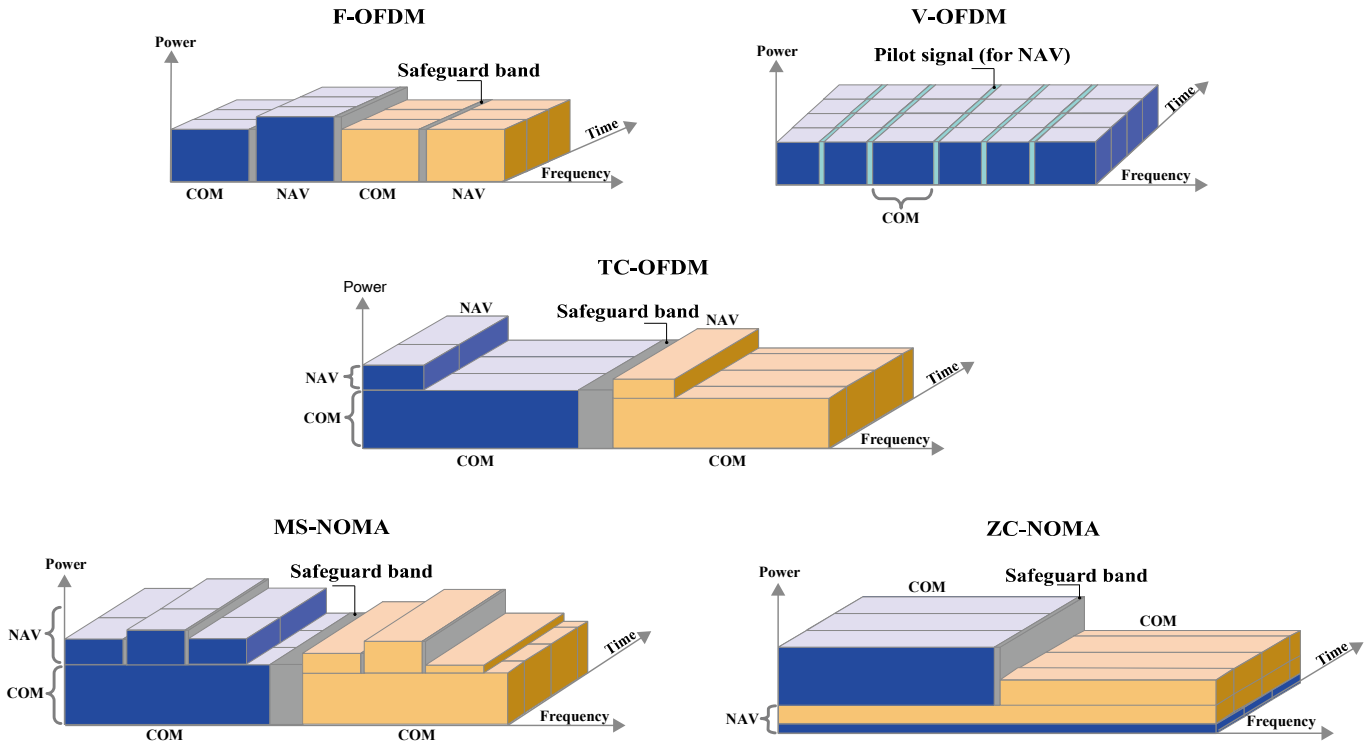 F-OFDM
Power
Safeguard band
Time
Frequency
COM
NAV
COM
NAV
V-OFDM
Power
Pilot signal (for NAV)
Time
Frequency
COM
TC-OFDM
Power
NAV
Safeguard band
NAV
NAV
COM
Time
Frequency
COM
COM
MS-NOMA
Power
Safeguard band
NAV
COM
Time
Frequency
COM
COM
ZC-NOMA
Power
COM
Safeguard band
COM
Time
NAV
Frequency